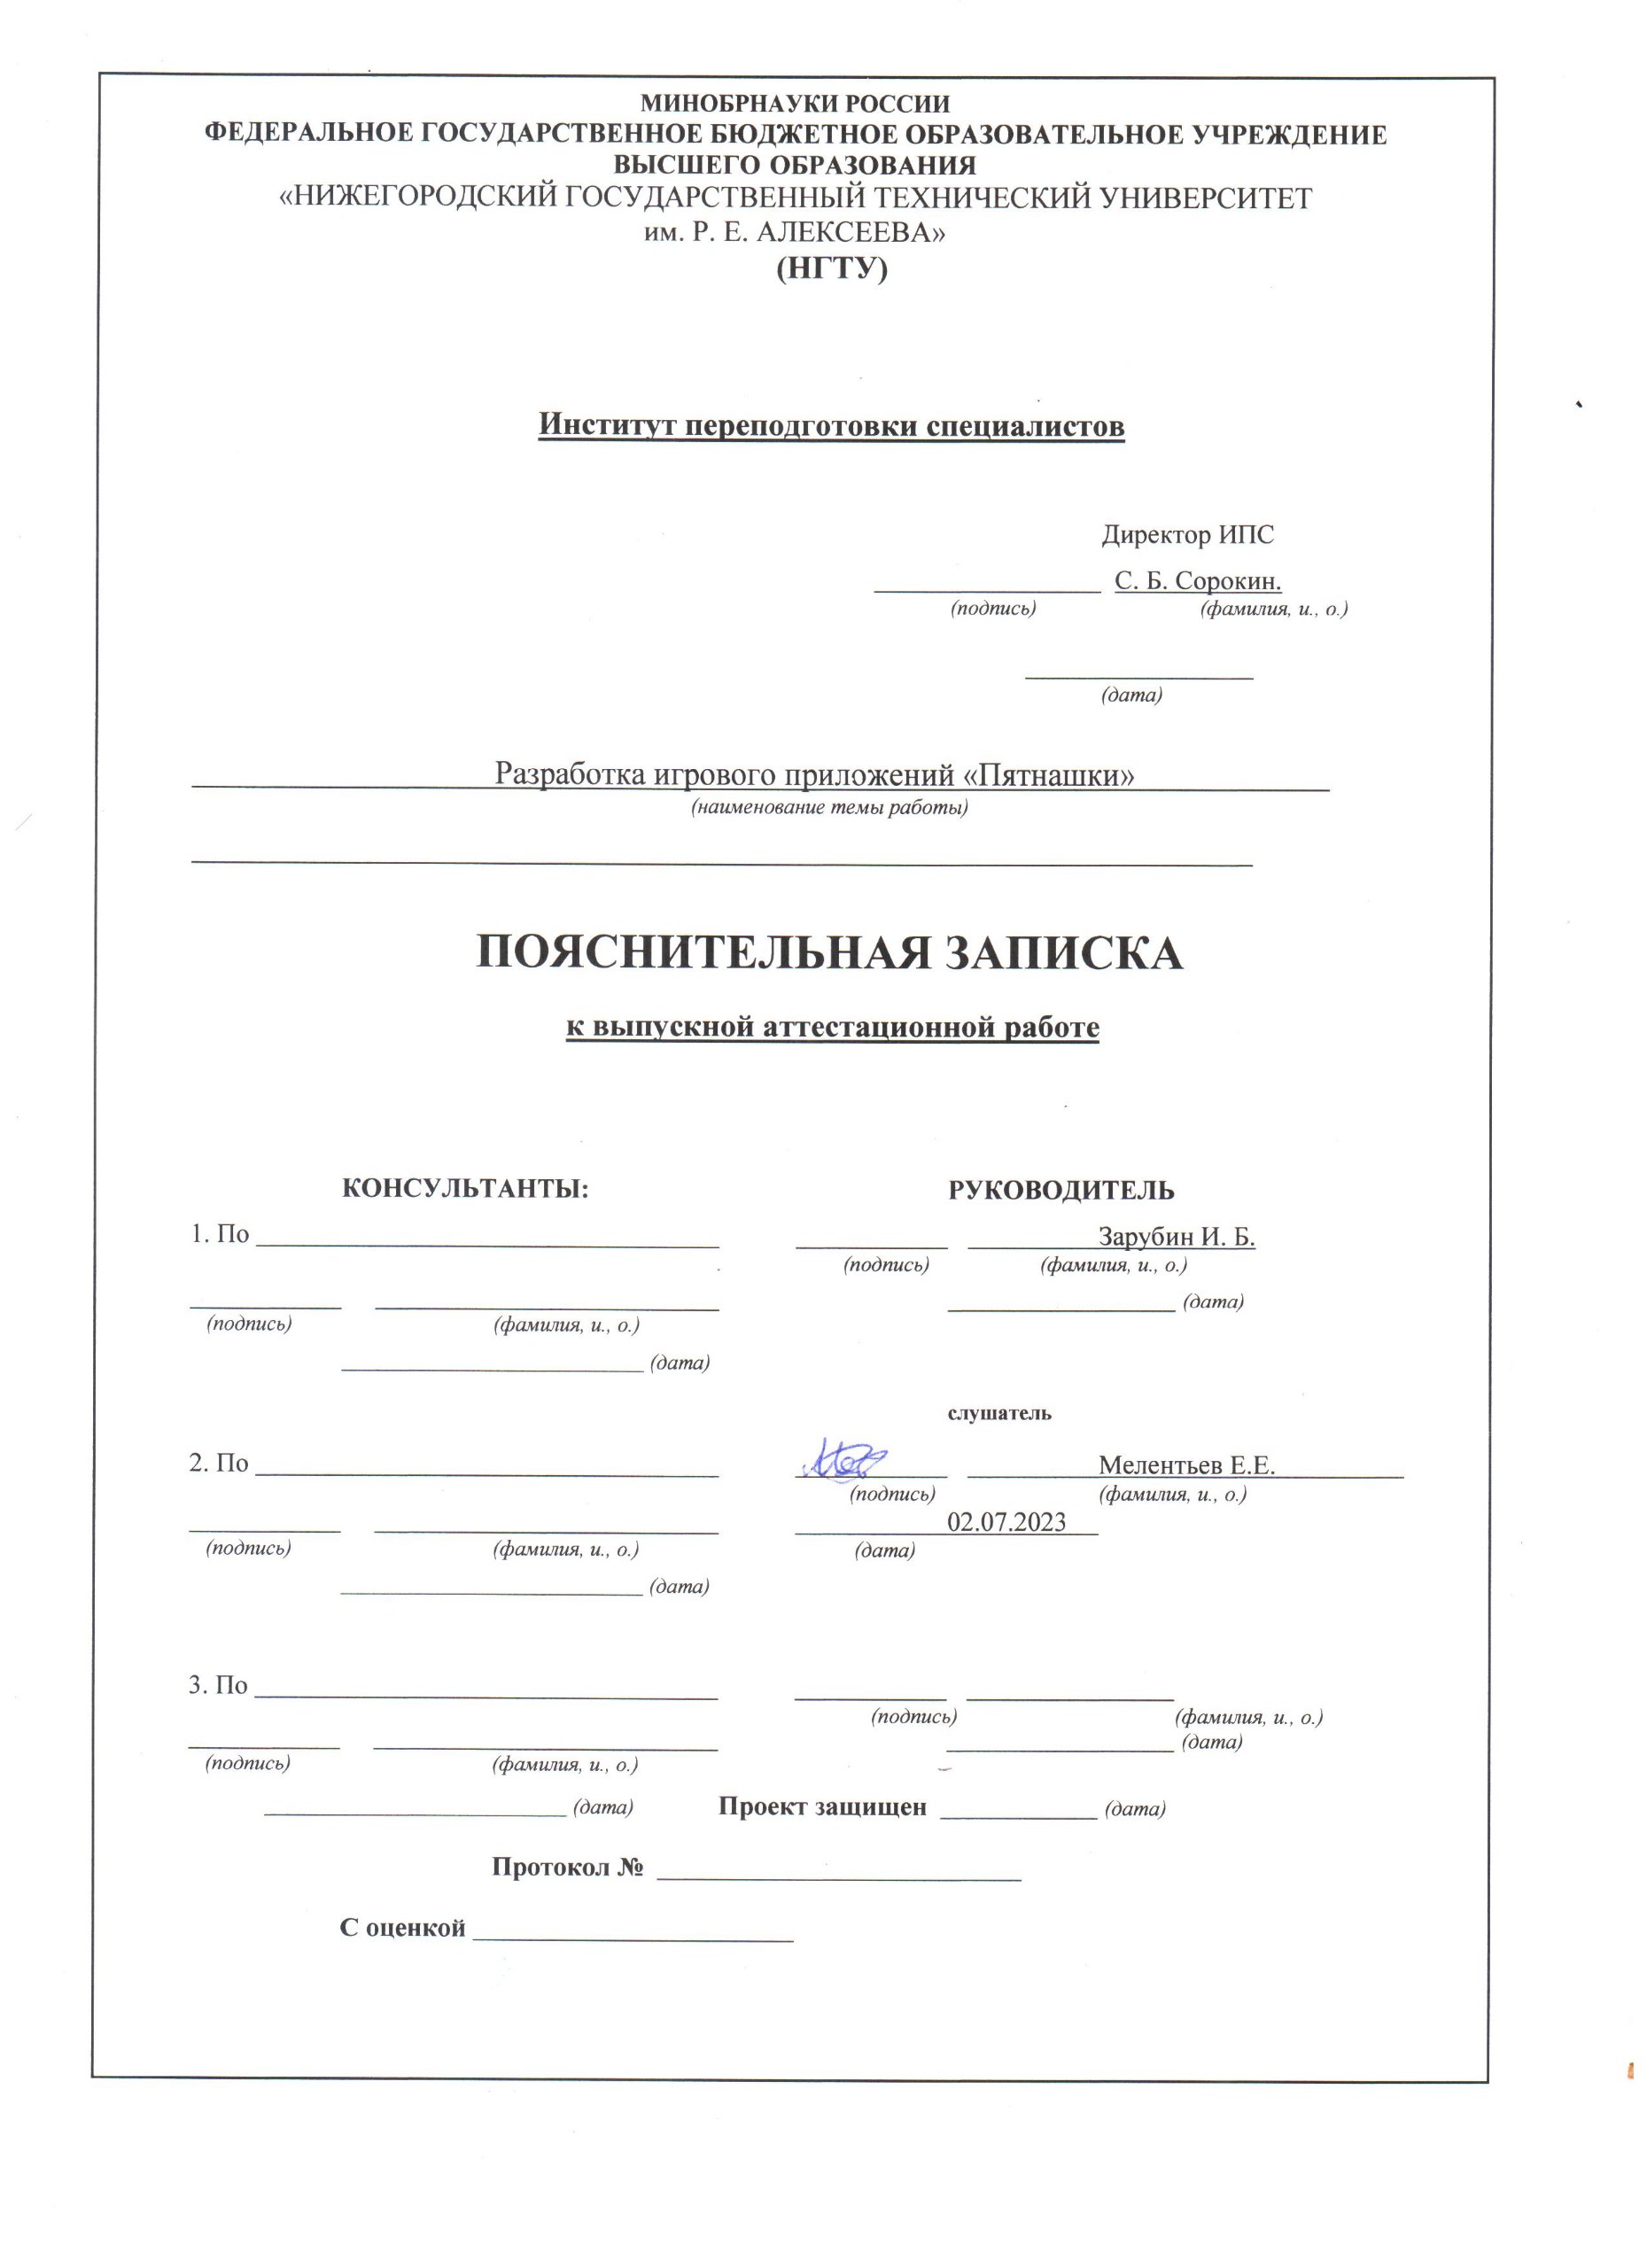 МИНОБРНАУКИ РОССИИ
ФЕДЕРАЛЬНОЕ ГОСУДАРСТВЕННОЕ БЮДЖЕТНОЕ ОБРАЗОВАТЕЛЬНОЕ УЧРЕЖДЕНИЕ
ВЫСШЕГО ОБРАЗОВАНИЯ
«НИЖЕГОРОДСКИЙ ГОСУДАРСТВЕННЫЙ ТЕХНИЧЕСКИЙ УНИВЕРСИТЕТ
им. Р. Е. АЛЕКСЕЕВА»
(НГТУ)
Институт переподготовки специалистов
Директор ИПС
С. Б. Сорокин.
(подпись) (фамилия, и., о.)
(дата)
Разработка игрового приложений «Пятнашки»
(наименование темы работы)
ПОЯСНИТЕЛЬНАЯ ЗАПИСКА
к выпускной аттестационной работе
КОНСУЛЬТАНТЫ: РУКОВОДИТЕЛЬ
1. По Зарубин И. Б.
(подпись) (фамилия, и., о.)
(дата)
(подпись) (фамилия, и., о.)
(дата)
слушатель
2. По Мелентьев Е.Е.
(подпись) (фамилия, и., о.)
02.07.2023
(подпись) (фамилия, и., о.) (дата)
(дата)
3. По
(подпись) (фамилия, и., о.)
(дата)
(подпись) (фамилия, и., о.)
(дата) Проект защищен (дата)
Протокол №
С оценкой